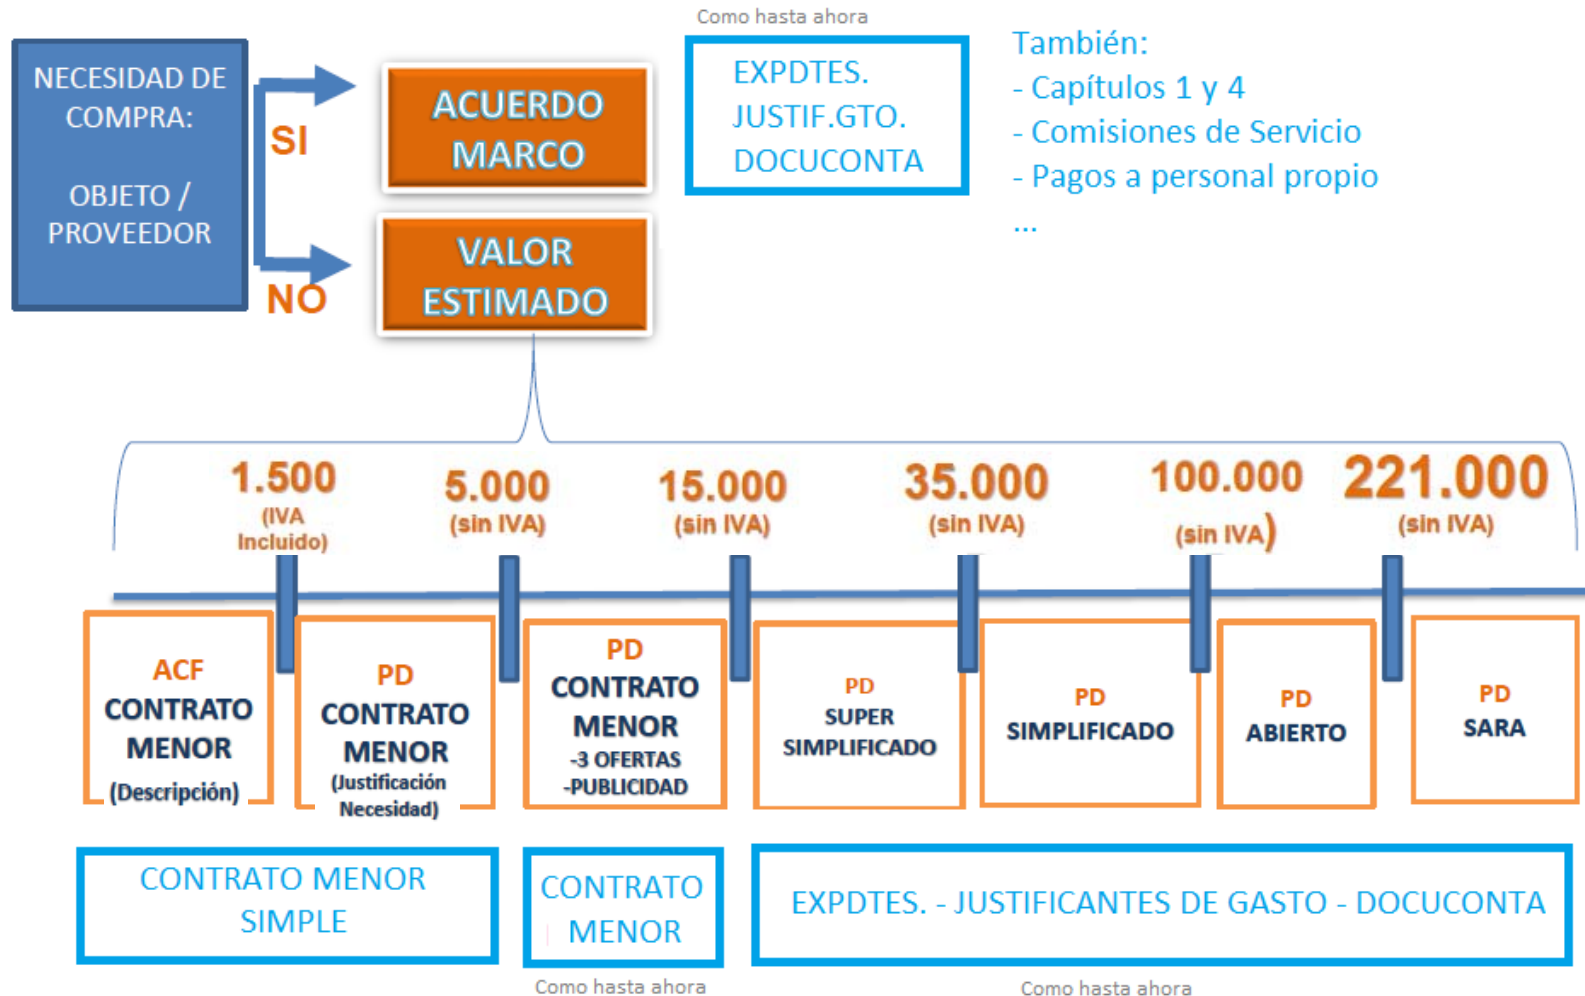 Como hasta ahora
NECESIDAD DE
COMPRA:
OBJETO /
PROVEEDOR
SI
NO
ACUERDO
MARCO
VALOR
ESTIMADO
EXPDTES.
JUSTIF.GTO.
DOCUCONTA
También:
- Capítulos 1 y 4
- Comisiones de Servicio
- Pagos a personal propio
...
1.500
(IVA
Incluido)
5.000
(sin IVA)
15.000
(sin IVA)
35.000
(sin IVA)
100.000
(sin IVA)
221.000
(sin IVA)
ACF
CONTRATO
MENOR
(Descripción)
PD
CONTRATO
MENOR
(Justificación
Necesidad)
PD
CONTRATO
MENOR
-3 OFERTAS
-PUBLICIDAD
PD
SUPER
SIMPLIFICADO
PD
SIMPLIFICADO
PD
ABIERTO
PD
SARA
CONTRATO MENOR
SIMPLE
CONTRATO
MENOR
EXPDTES. - JUSTIFICANTES DE GASTO - DOCUCONTA
Como hasta ahora
Como hasta ahora